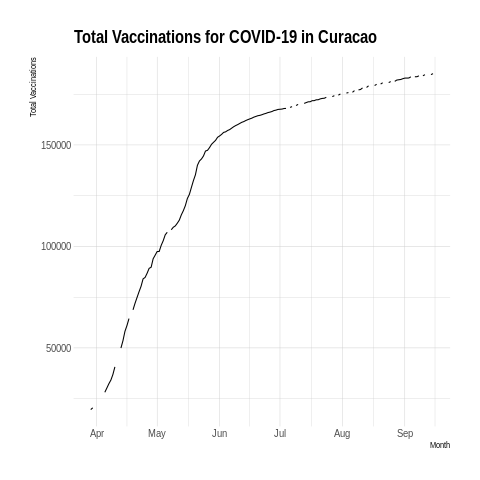 Total Vaccinations for COVID-19 in Curacao
Total Vaccinations
150000
100000
50000
Apr May Jun Jul Aug Sep
Month